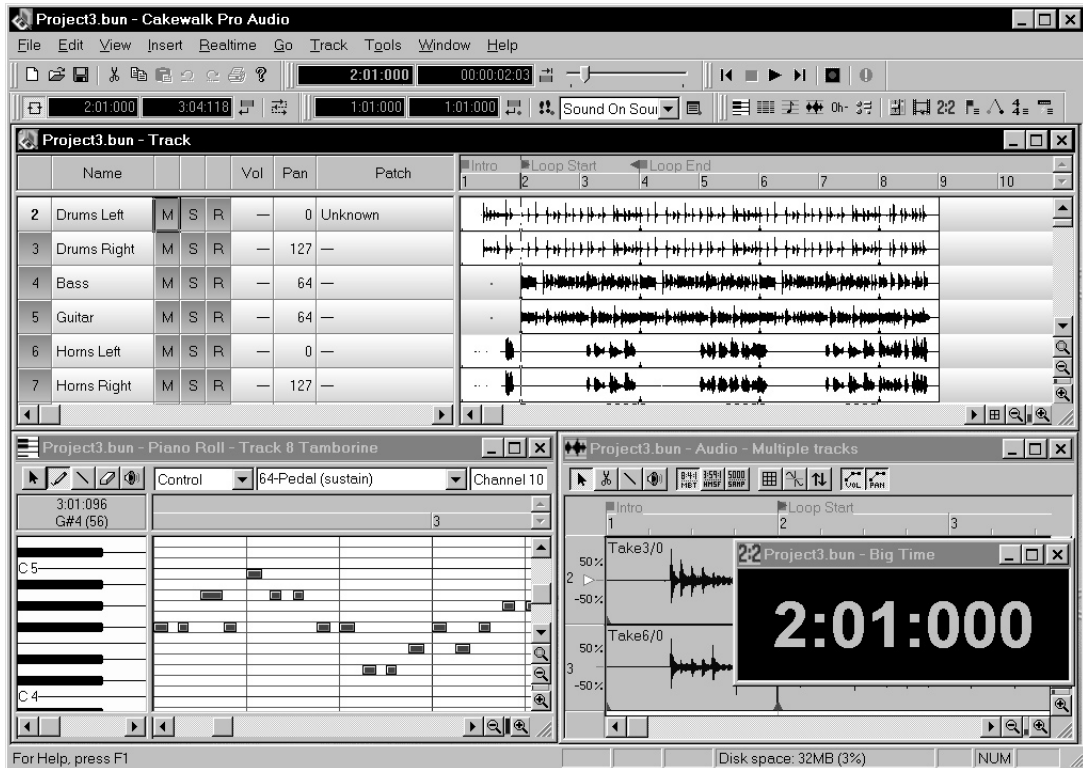 Project3.bun - Cakewalk Pro Audio
File Edit View Insert Realtime Go Track Tools Window Help
2:01:000 00:00:02:03
2:01:000 3:04:118 1:01:000 1:01:000 Sound On Soun 2:2
Project3.bun - Track
Name Vol Pan Patch
Intro Loop Start Loop End
1 2 3 4 5 6 7 8 9 10
2 Drums Left M S R — 0 Unknown
3 Drums Right M S R — 127 —
4 Bass M S R — 64 —
5 Guitar M S R — 64 —
6 Horns Left M S R — 0 —
7 Horns Right M S R — 127 —
Project3.bun - Piano Roll - Track 8 Tamborine
Control 64-Pedal (sustain) Channel 10
3:01:096
G#4 (56)
3
C 5
C 4
Project3.bun - Audio - Multiple tracks
VOL PAN
Intro Loop Start
1 2 3
Take3/0
50%
2
-50%
Take6/0
50%
3
-50%
2:2 Project3.bun - Big Time
2:01:000
For Help, press F1
Disk space: 32MB (3%) NUM